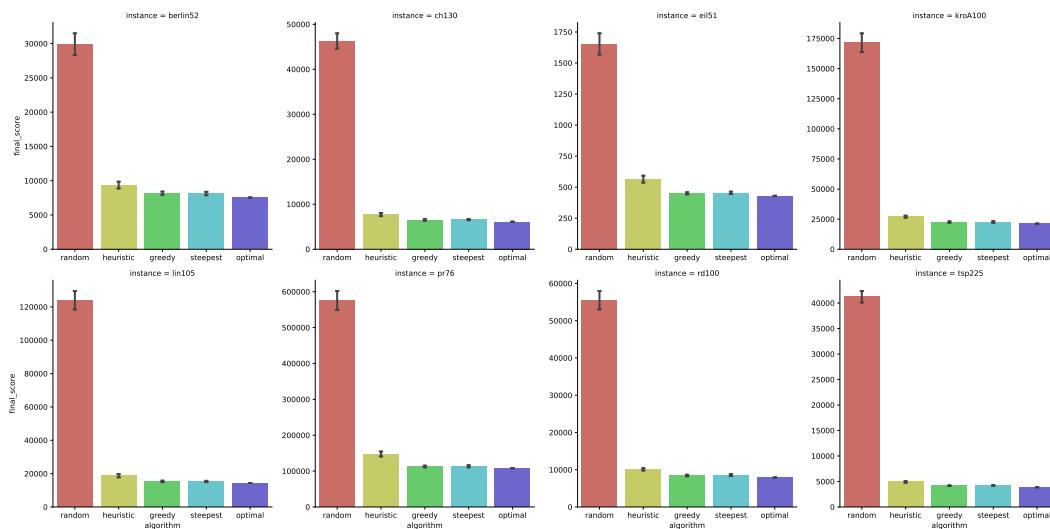 instance = berlin52
30000
25000
20000
15000
10000
5000
0
final_score
random heuristic greedy steepest optimal
instance = ch130
50000
40000
30000
20000
10000
0
random heuristic greedy steepest optimal
instance = eil51
1750
1500
1250
1000
750
500
250
0
random heuristic greedy steepest optimal
instance = kroA100
175000
150000
125000
100000
75000
50000
25000
0
random heuristic greedy steepest optimal
instance = lin105
120000
100000
80000
60000
40000
20000
0
final_score
random heuristic greedy steepest optimal
algorithm
instance = pr76
600000
500000
400000
300000
200000
100000
0
random heuristic greedy steepest optimal
algorithm
instance = rd100
60000
50000
40000
30000
20000
10000
0
random heuristic greedy steepest optimal
algorithm
instance = tsp225
40000
35000
30000
25000
20000
15000
10000
5000
0
random heuristic greedy steepest optimal
algorithm